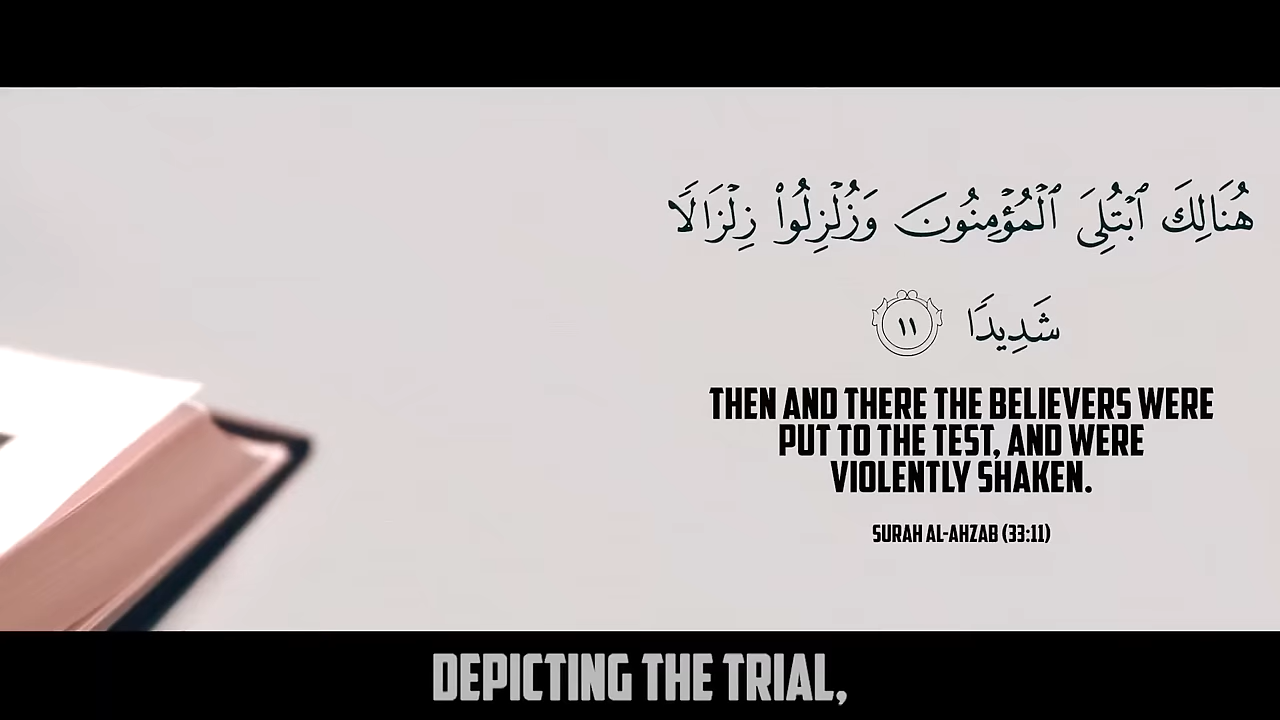 هُنَالِكَ ٱبْتُلِىَ ٱلْمُؤْمِنُونَ وَزُلْزِلُوا۟ زِلْزَالًا
شَدِيدًا ١١
THEN AND THERE THE BELIEVERS WERE
PUT TO THE TEST, AND WERE
VIOLENTLY SHAKEN.
SURAH AL-AHZAB (33:11)
DEPICTING THE TRIAL,